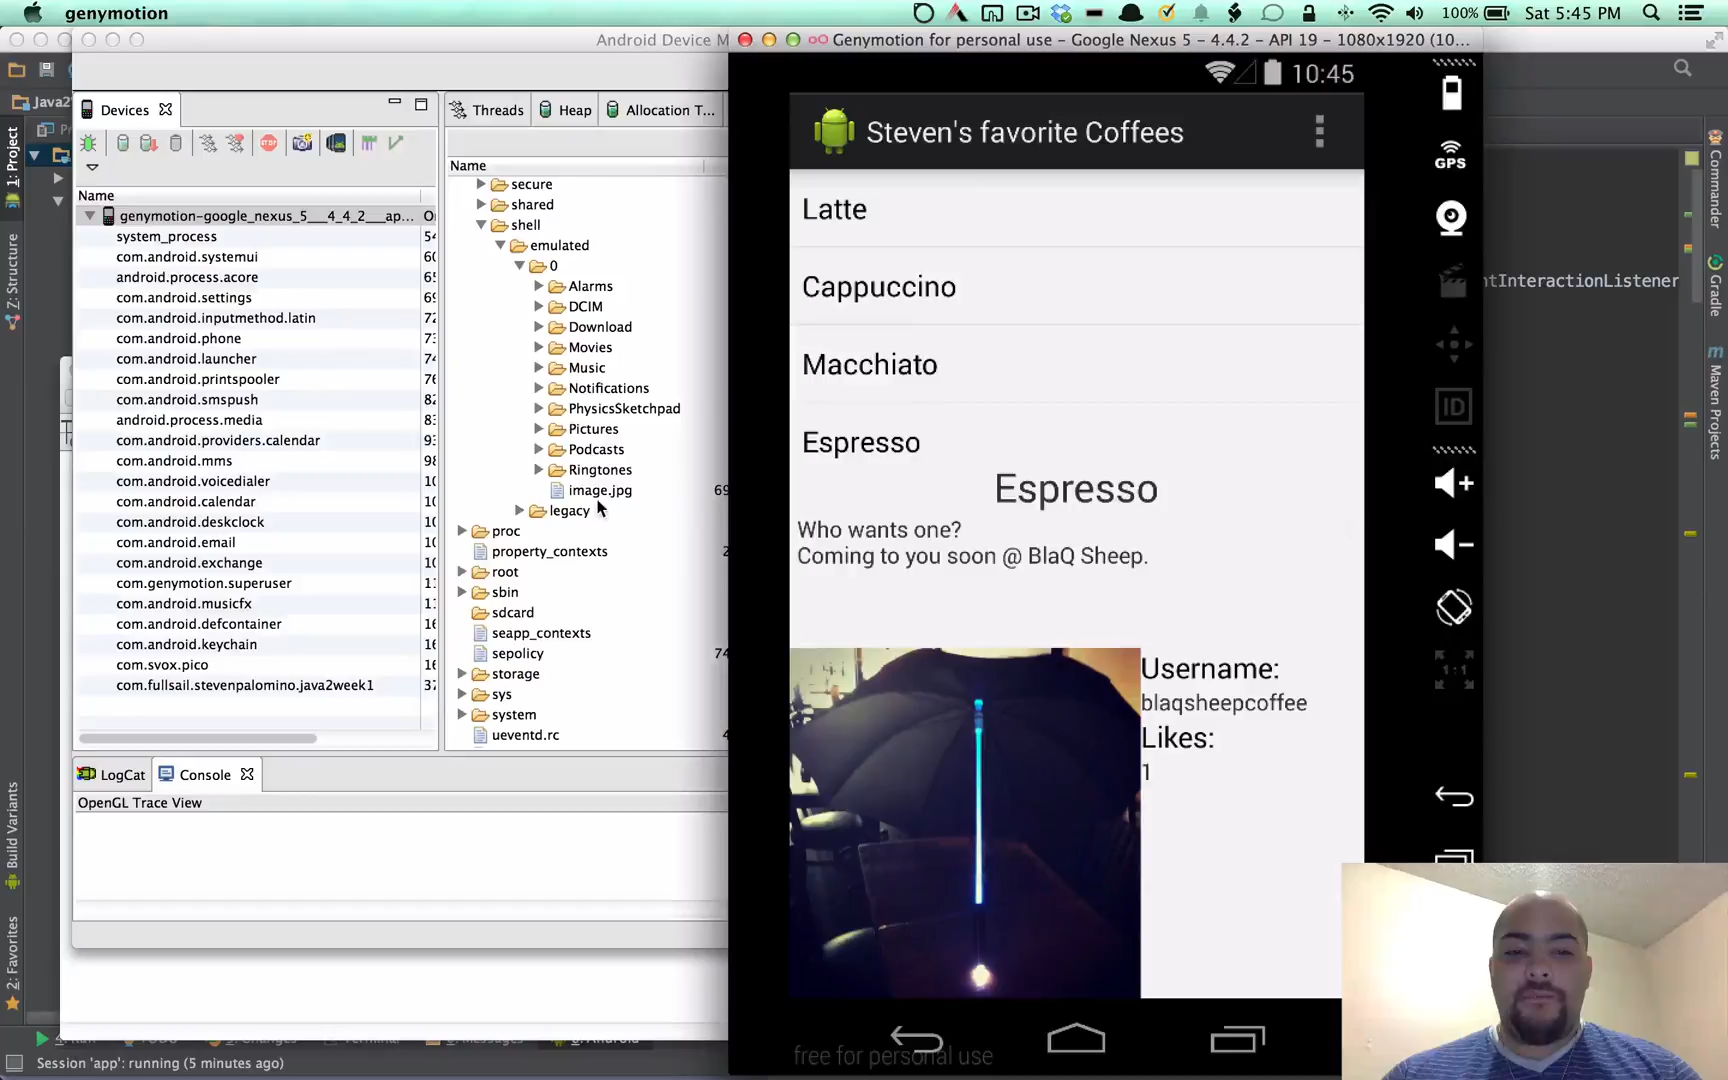 genymotion
100%
Sat 5:45 PM
Android Device M
Genymotion for personal use - Google Nexus 5 - 4.4.2 - API 19 - 1080x1920 (10...
Java2
1: Project
Z: Structure
Build Variants
2: Favorites
Devices
Threads
Heap
Allocation T...
Name
Name
genymotion-google_nexus_5___4_4_2___ap...
system_process
com.android.systemui
android.process.acore
com.android.settings
com.android.inputmethod.latin
com.android.phone
com.android.launcher
com.android.printspooler
com.android.smspush
android.process.media
com.android.providers.calendar
com.android.mms
com.android.voicedialer
com.android.calendar
com.android.deskclock
com.android.email
com.android.exchange
com.genymotion.superuser
com.android.musicfx
com.android.defcontainer
com.android.keychain
com.svox.pico
com.fullsail.stevenpalomino.java2week1
secure
shared
shell
emulated
0
Alarms
DCIM
Download
Movies
Music
Notifications
PhysicsSketchpad
Pictures
Podcasts
Ringtones
image.jpg
legacy
proc
property_contexts
root
sbin
sdcard
seapp_contexts
sepolicy
storage
sys
system
ueventd.rc
LogCat
Console
OpenGL Trace View
Session 'app': running (5 minutes ago)
10:45
Steven's favorite Coffees
Latte
Cappuccino
Macchiato
Espresso
Espresso
Who wants one?
Coming to you soon @ BlaQ Sheep.
Username:
blaqsheepcoffee
Likes:
1
free for personal use
GPS
ID
1:1
ntInteractionListener
Commander
Gradle
Maven Projects